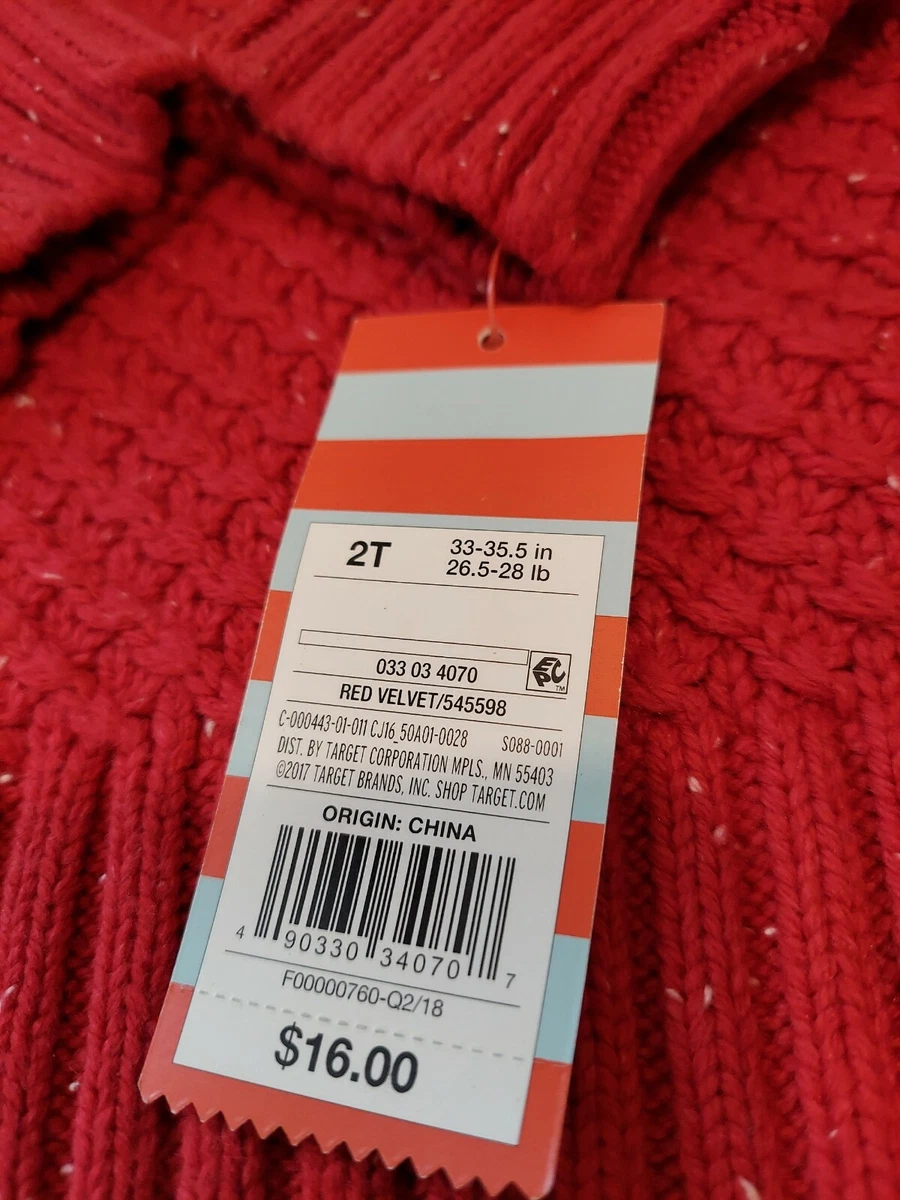 2T
33-35.5 in
26.5-28 lb
EPC TM
033 03 4070
RED VELVET/545598
C-000443-01-011 CJ16_50A01-0028 S088-0001
DIST. BY TARGET CORPORATION MPLS., MN 55403
©2017 TARGET BRANDS, INC. SHOP TARGET.COM
ORIGIN: CHINA
4 90330 34070 7
F00000760-Q2/18
$16.00